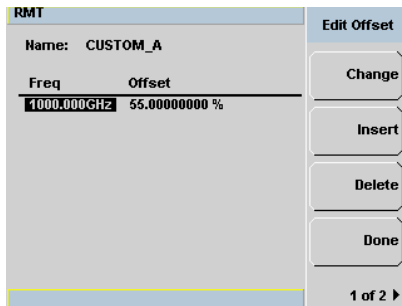 RMT
Edit Offset
Name: CUSTOM_A
Freq Offset
1000.000GHz 55.00000000 %
Change
Insert
Delete
Done
1 of 2